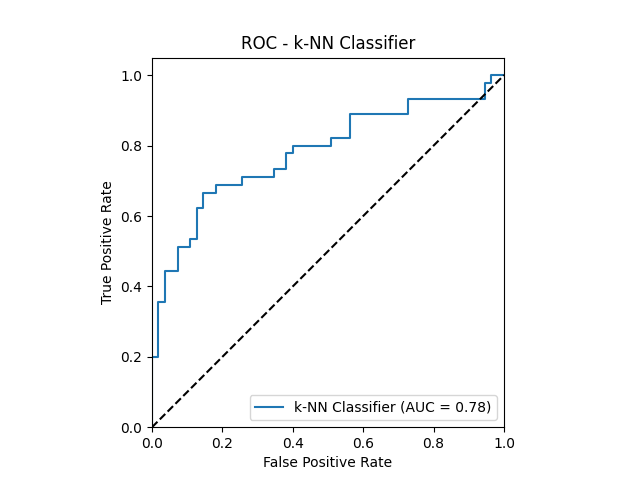 ROC - k-NN Classifier
1.0
0.8
0.6
0.4
0.2
0.0
True Positive Rate
k-NN Classifier (AUC = 0.78)
0.0 0.2 0.4 0.6 0.8 1.0
False Positive Rate